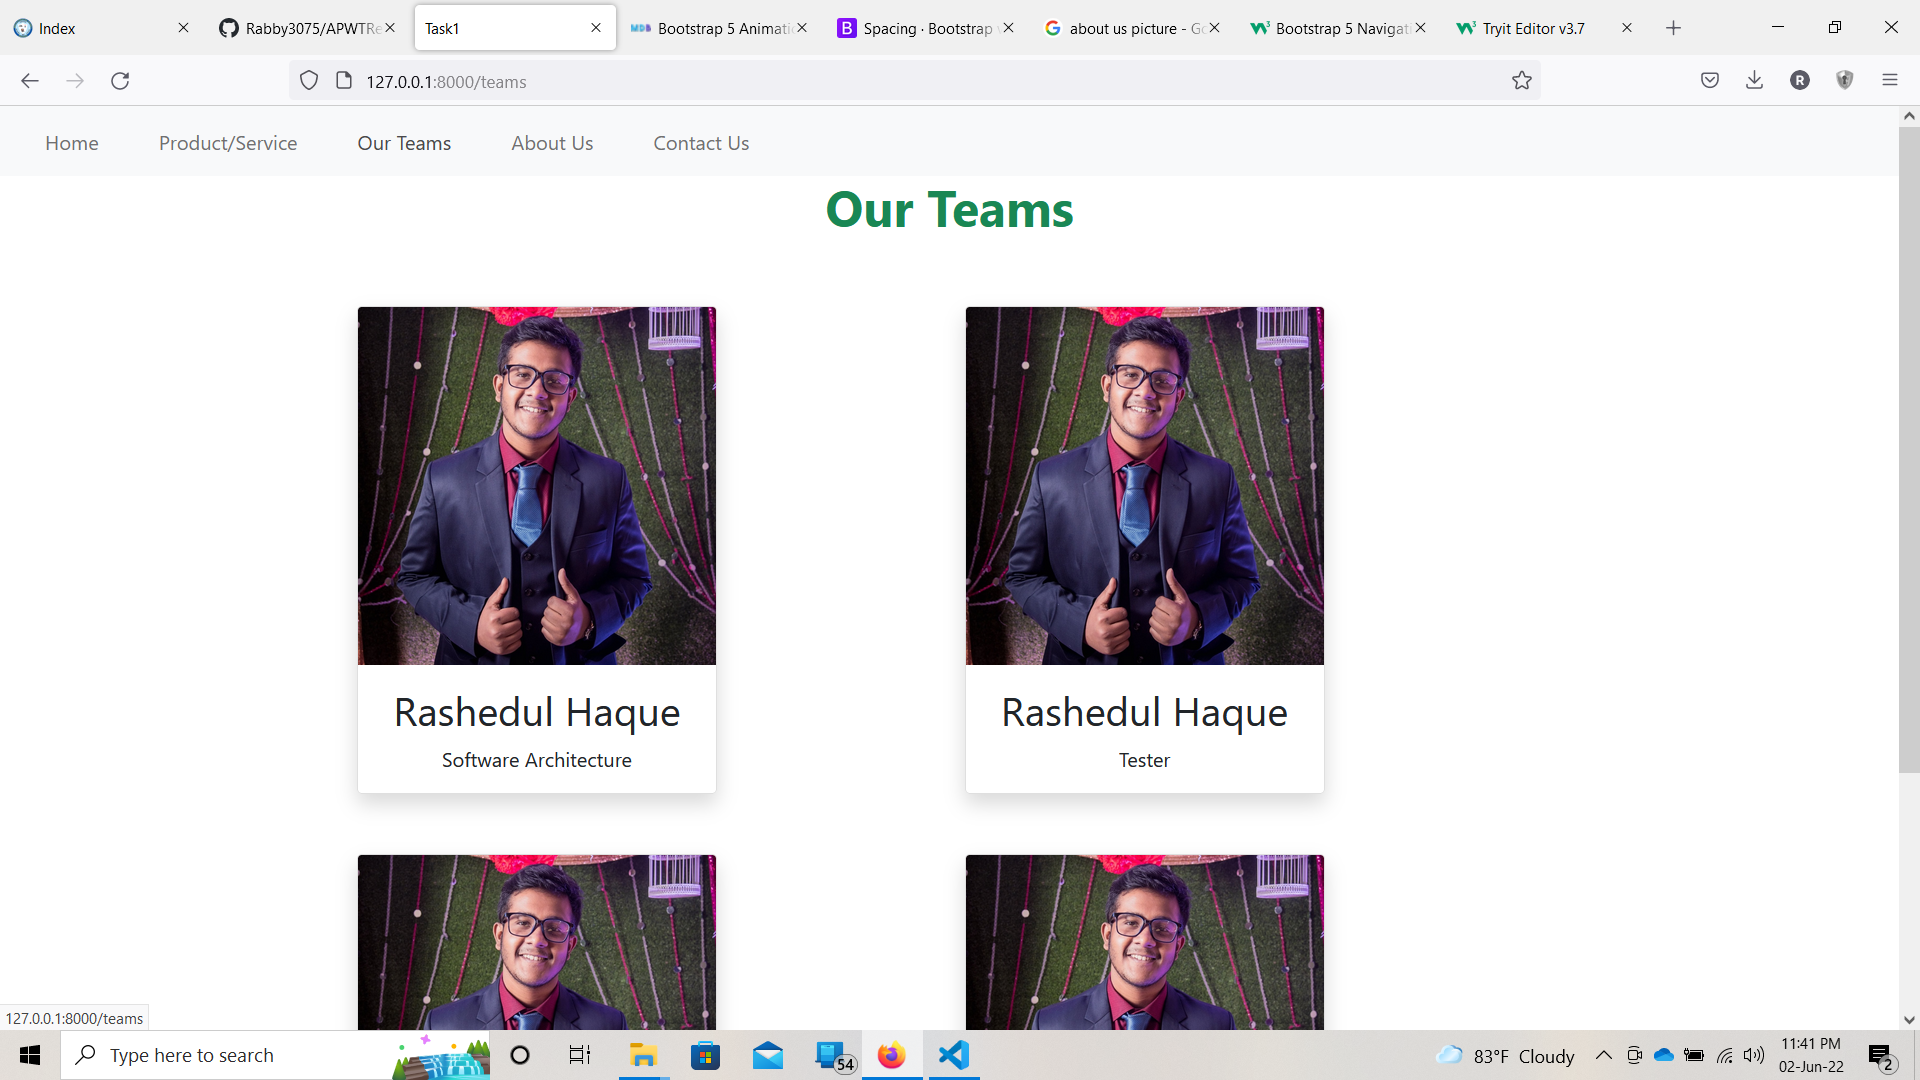 Index
Rabby3075/APWTRe
Task1
Bootstrap 5 Animati
Spacing · Bootstrap
about us picture - Go
Bootstrap 5 Navigati
Tryit Editor v3.7
127.0.0.1:8000/teams
Home
Product/Service
Our Teams
About Us
Contact Us
Our Teams
Rashedul Haque
Software Architecture
Rashedul Haque
Tester
127.0.0.1:8000/teams
Type here to search
54
83°F Cloudy
11:41 PM
02-Jun-22
2